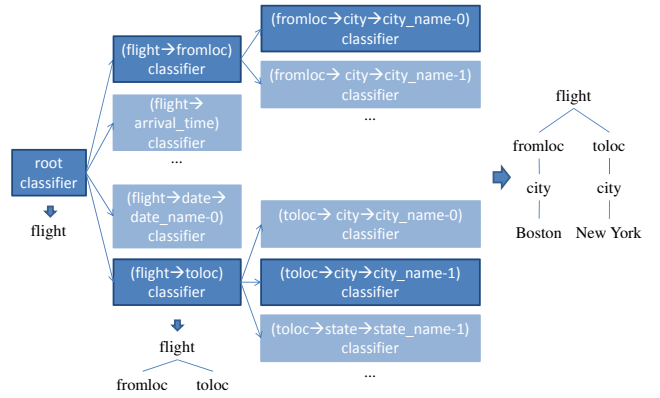 root
classifier
flight
(flight→fromloc)
classifier
(flight→
arrival_time)
classifier
...
(flight→date→
date_name-0)
classifier
(flight→toloc)
classifier
flight
fromloc toloc
(fromloc→city→city_name-0)
classifier
(fromloc→ city→city_name-1)
classifier
...
(toloc→ city→city_name-0)
classifier
(toloc→city→city_name-1)
classifier
(toloc→state→state_name-1)
classifier
...
flight
fromloc toloc
city city
Boston New York